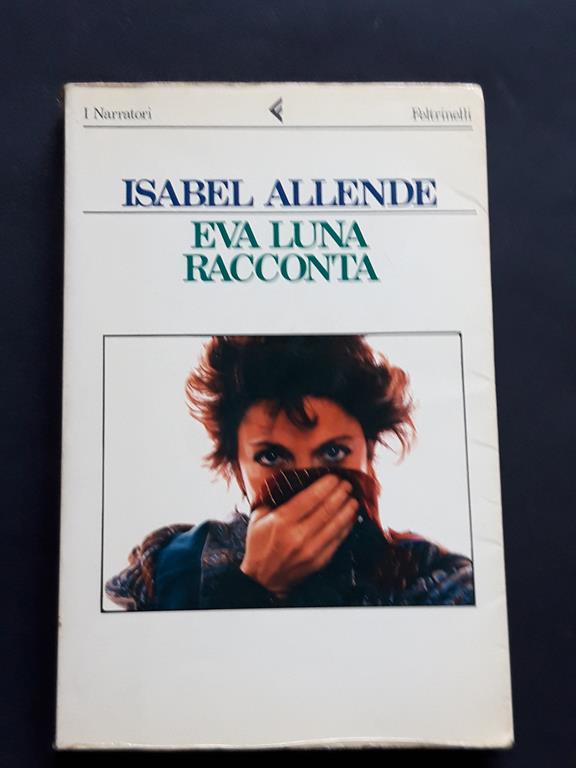 I Narratori Feltrinelli
ISABEL ALLENDE
EVA LUNA
RACCONTA